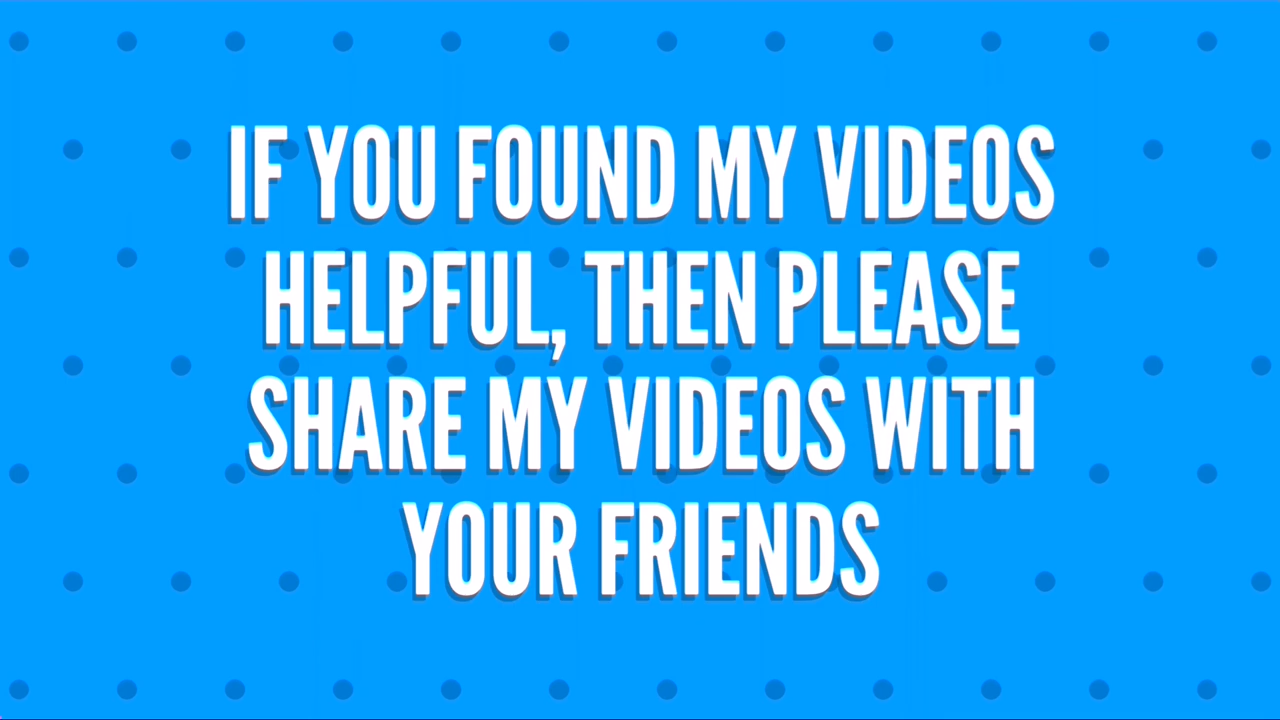 IF YOU FOUND MY VIDEOS
HELPFUL, THEN PLEASE
SHARE MY VIDEOS WITH
YOUR FRIENDS